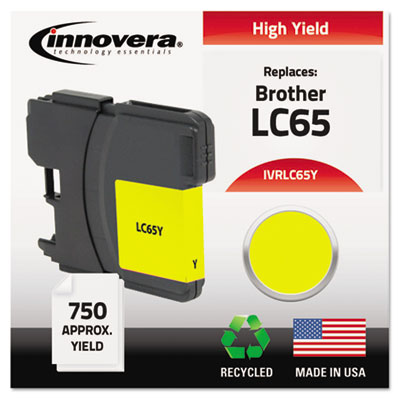 innovera
technology essentials
High Yield
Replaces:
Brother
LC65
IVRLC65Y
LC65Y
Y
750
APPROX.
YIELD
RECYCLED
MADE IN USA